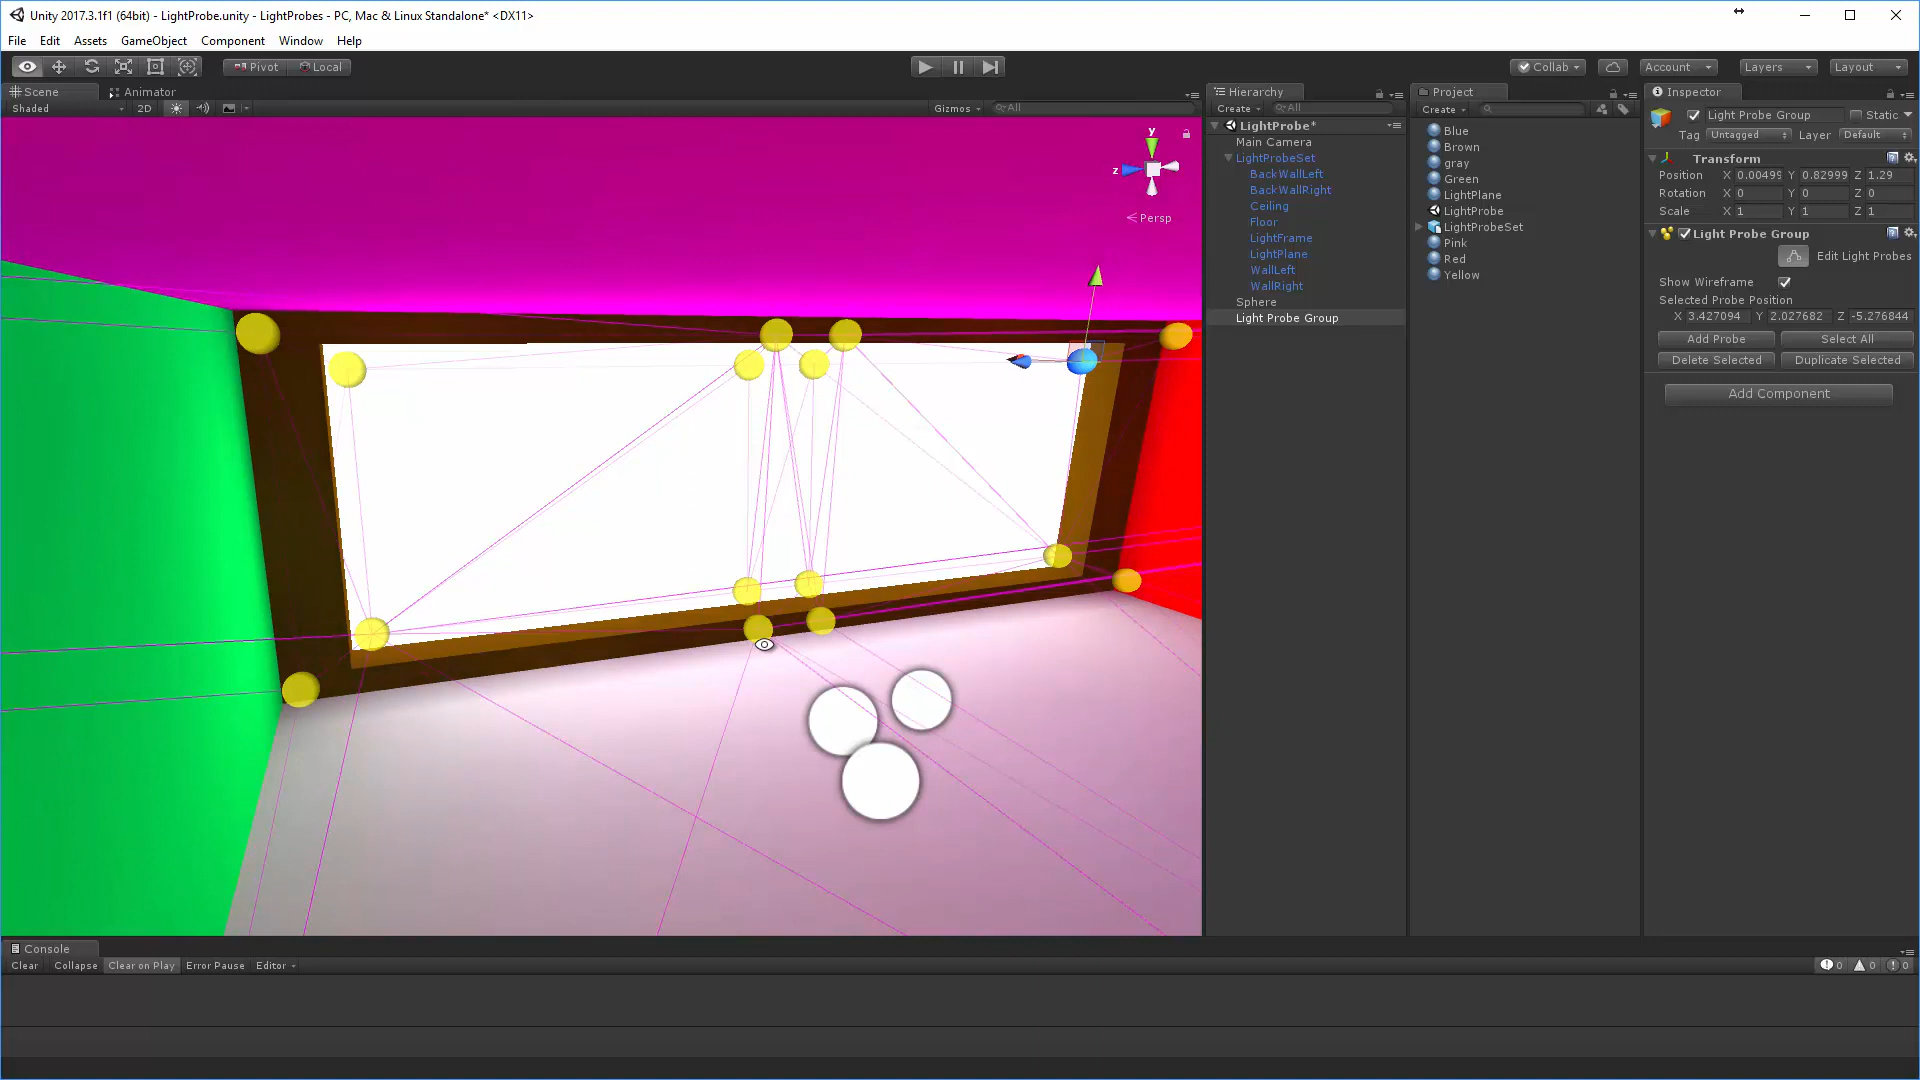 Unity 2017.3.1f1 (64bit) - LightProbe.unity - LightProbes - PC, Mac & Linux Standalone* <DX11>
File Edit Assets GameObject Component Window Help
Pivot Local Collab Account Layers Layout
Scene Animator
Shaded 2D Gizmos All
y
z
Persp
Hierarchy
Create All
LightProbe*
Main Camera
LightProbeSet
BackWallLeft
BackWallRight
Ceiling
Floor
LightFrame
LightPlane
WallLeft
WallRight
Sphere
Light Probe Group
Project
Create
Blue
Brown
gray
Green
LightPlane
LightProbe
LightProbeSet
Pink
Red
Yellow
Inspector
Light Probe Group Static
Tag Untagged Layer Default
Transform
Position X 0.00499 Y 0.82999 Z 1.29
Rotation X 0 Y 0 Z 0
Scale X 1 Y 1 Z 1
Light Probe Group
Edit Light Probes
Show Wireframe
Selected Probe Position
X 3.427094 Y 2.027682 Z -5.276844
Add Probe Select All
Delete Selected Duplicate Selected
Add Component
Console
Clear Collapse Clear on Play Error Pause Editor 0 0 0